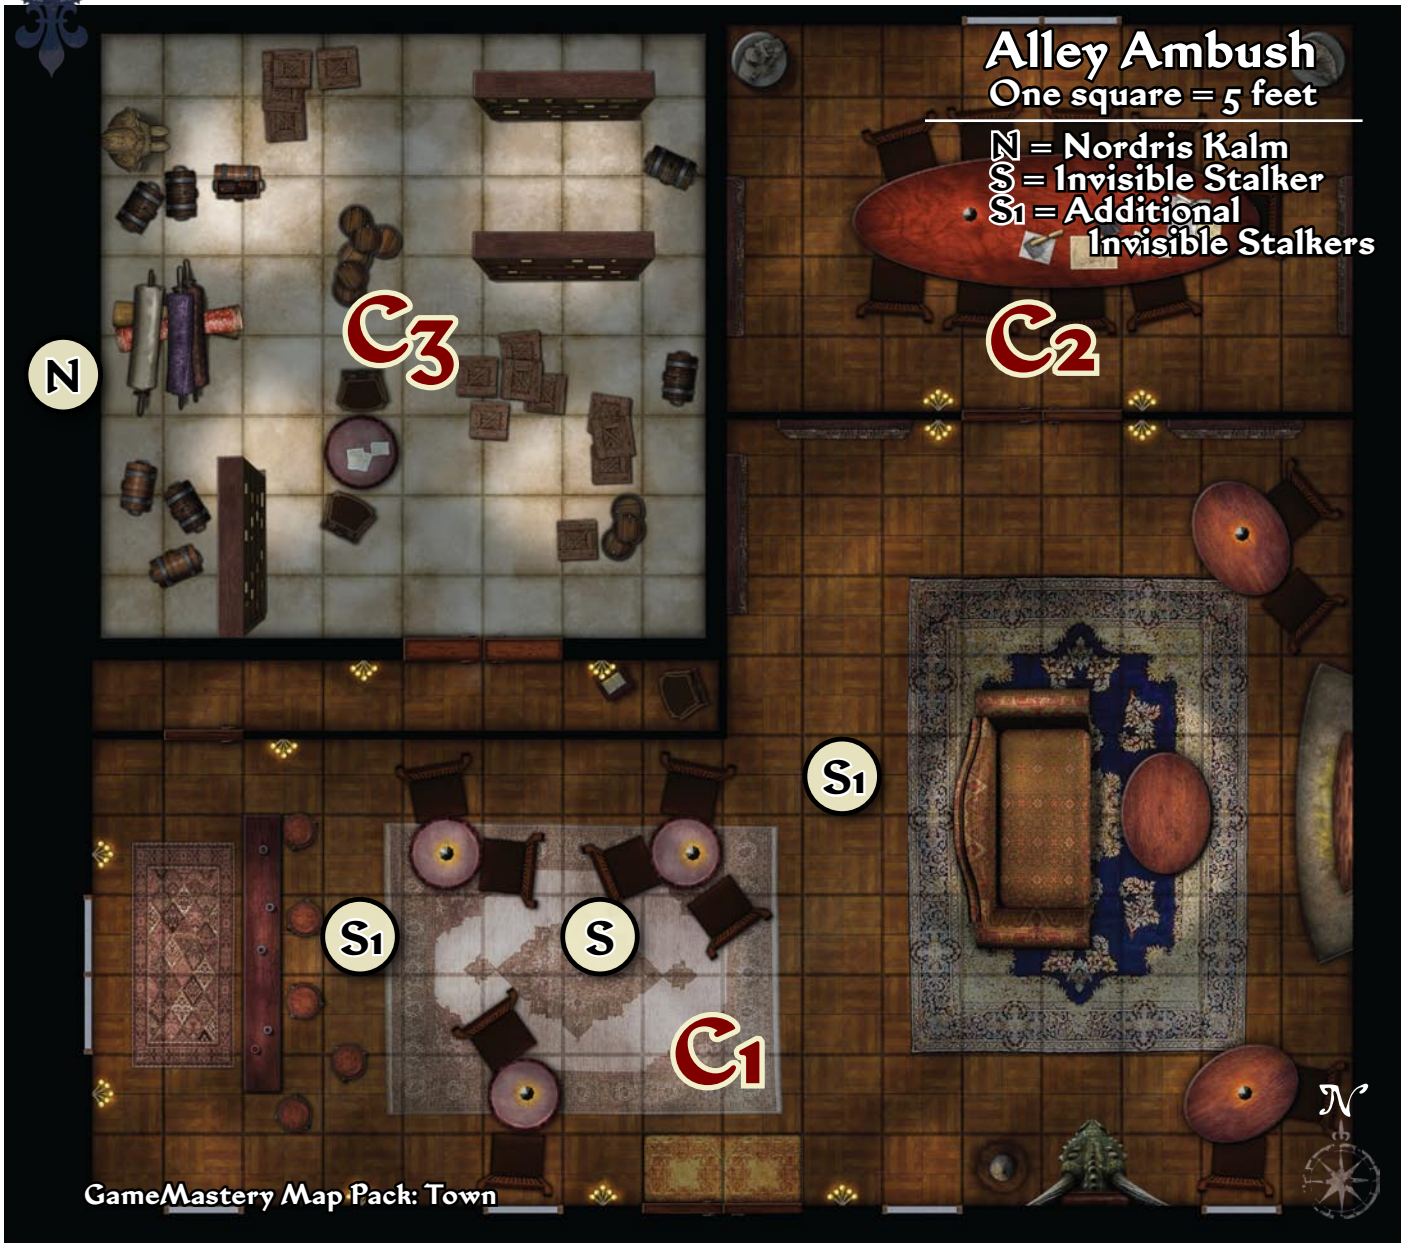 Alley Ambush
One square = 5 feet
N = Nordris Kalm
S = Invisible Stalker
S1 = Additional
Invisible Stalkers
C3
C2
N
S1
S1
S
C1
N
GameMastery Map Pack: Town